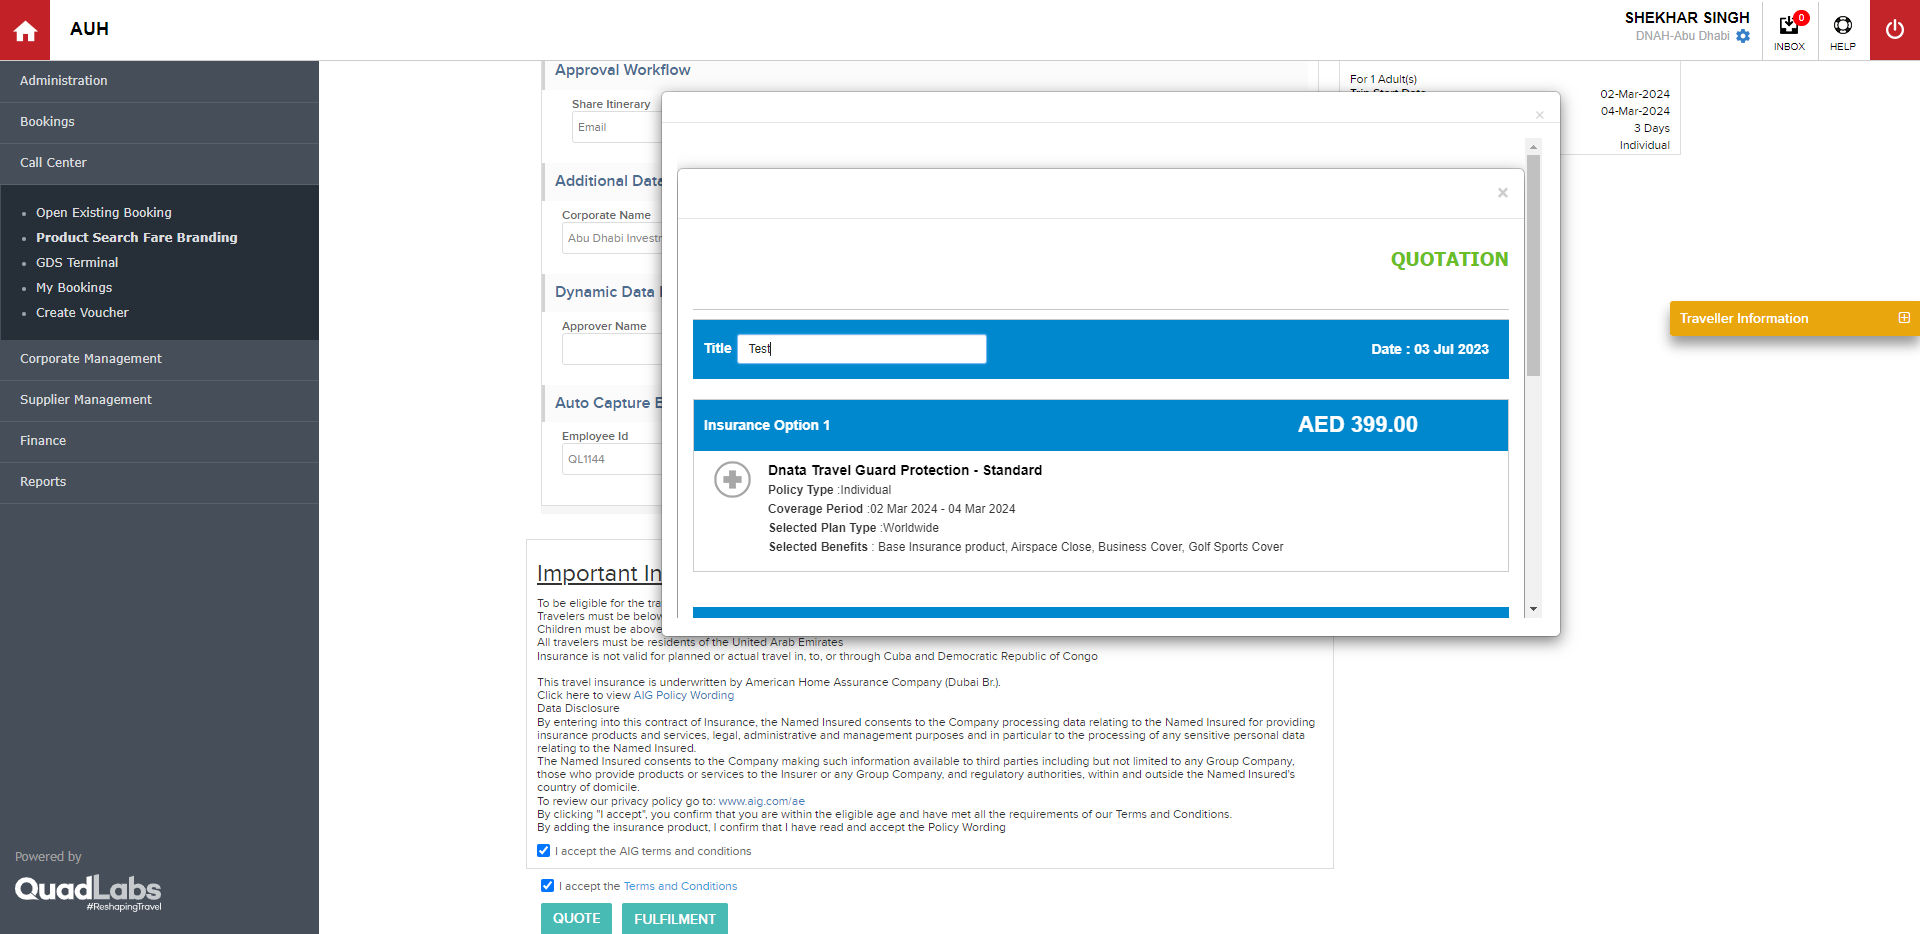 AUH
SHEKHAR SINGH
DNAH-Abu Dhabi
0
INBOX
HELP
Administration
Bookings
Call Center
Open Existing Booking
Product Search Fare Branding
GDS Terminal
My Bookings
Create Voucher
Corporate Management
Supplier Management
Finance
Reports
Powered by
QuadLabs
#ReshapingTravel
Approval Workflow
Share Itinerary
Email
Additional Data
Corporate Name
Abu Dhabi
Dynamic Data
Approver Name
Auto Capture
Employee Id
QL1144
For 1 Adult(s)
Trip Start Date
02-Mar-2024
04-Mar-2024
3 Days
Individual
Traveller Information
×
×
QUOTATION
Title Test
Date : 03 Jul 2023
Insurance Option 1
AED 399.00
Dnata Travel Guard Protection - Standard
Policy Type :Individual
Coverage Period :02 Mar 2024 - 04 Mar 2024
Selected Plan Type :Worldwide
Selected Benefits : Base Insurance product, Airspace Close, Business Cover, Golf Sports Cover
Important
To be eligible for the
Travelers must be
Children must be above
All travelers must be residents of the United Arab Emirates
Insurance is not valid for planned or actual travel in, to, or through Cuba and Democratic Republic of Congo
This travel insurance is underwritten by American Home Assurance Company (Dubai Br.).
Click here to view AIG Policy Wording
Data Disclosure
By entering into this contract of Insurance, the Named Insured consents to the Company processing data relating to the Named Insured for providing
insurance products and services, legal, administrative and management purposes and in particular to the processing of any sensitive personal data
relating to the Named Insured.
The Named Insured consents to the Company making such information available to third parties including but not limited to any Group Company,
those who provide products or services to the Insurer or any Group Company, and regulatory authorities, within and outside the Named Insured's
country of domicile.
To review our privacy policy go to: www.aig.com/ae
By clicking "I accept", you confirm that you are within the eligible age and have met all the requirements of our Terms and Conditions.
By adding the insurance product, I confirm that I have read and accept the Policy Wording
I accept the AIG terms and conditions
I accept the Terms and Conditions
QUOTE
FULFILMENT